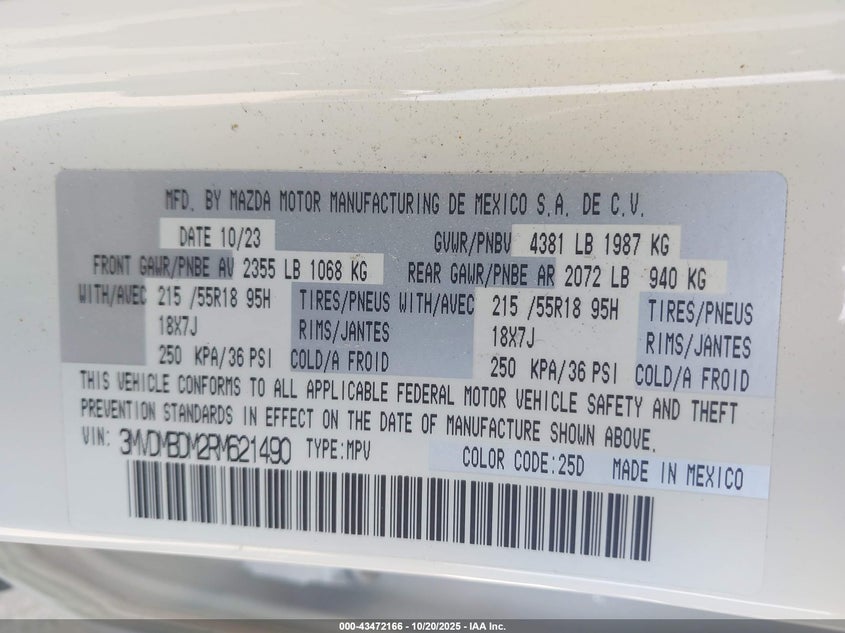 MFD. BY MAZDA MOTOR MANUFACTURING DE MEXICO S.A. DE C.V.
DATE 10/23 GVWR/PNBV 4381 LB 1987 KG
FRONT GAWR/PNBE AV 2355 LB 1068 KG REAR GAWR/PNBE AR 2072 LB 940 KG
WITH/AVEC 215 /55R18 95H TIRES/PNEUS WITH/AVEC 215 /55R18 95H TIRES/PNEUS
18X7J RIMS/JANTES 18X7J RIMS/JANTES
250 KPA/36 PSI COLD/A FROID 250 KPA/36 PSI COLD/A FROID
THIS VEHICLE CONFORMS TO ALL APPLICABLE FEDERAL MOTOR VEHICLE SAFETY AND THEFT
PREVENTION STANDARDS IN EFFECT ON THE DATE OF MANUFACTURE SHOWN ABOVE.
VIN: 3MVDMBDM2RM621490 TYPE:MPV COLOR CODE:25D MADE IN MEXICO
000-43472166 - 10/20/2025 - IAA Inc.